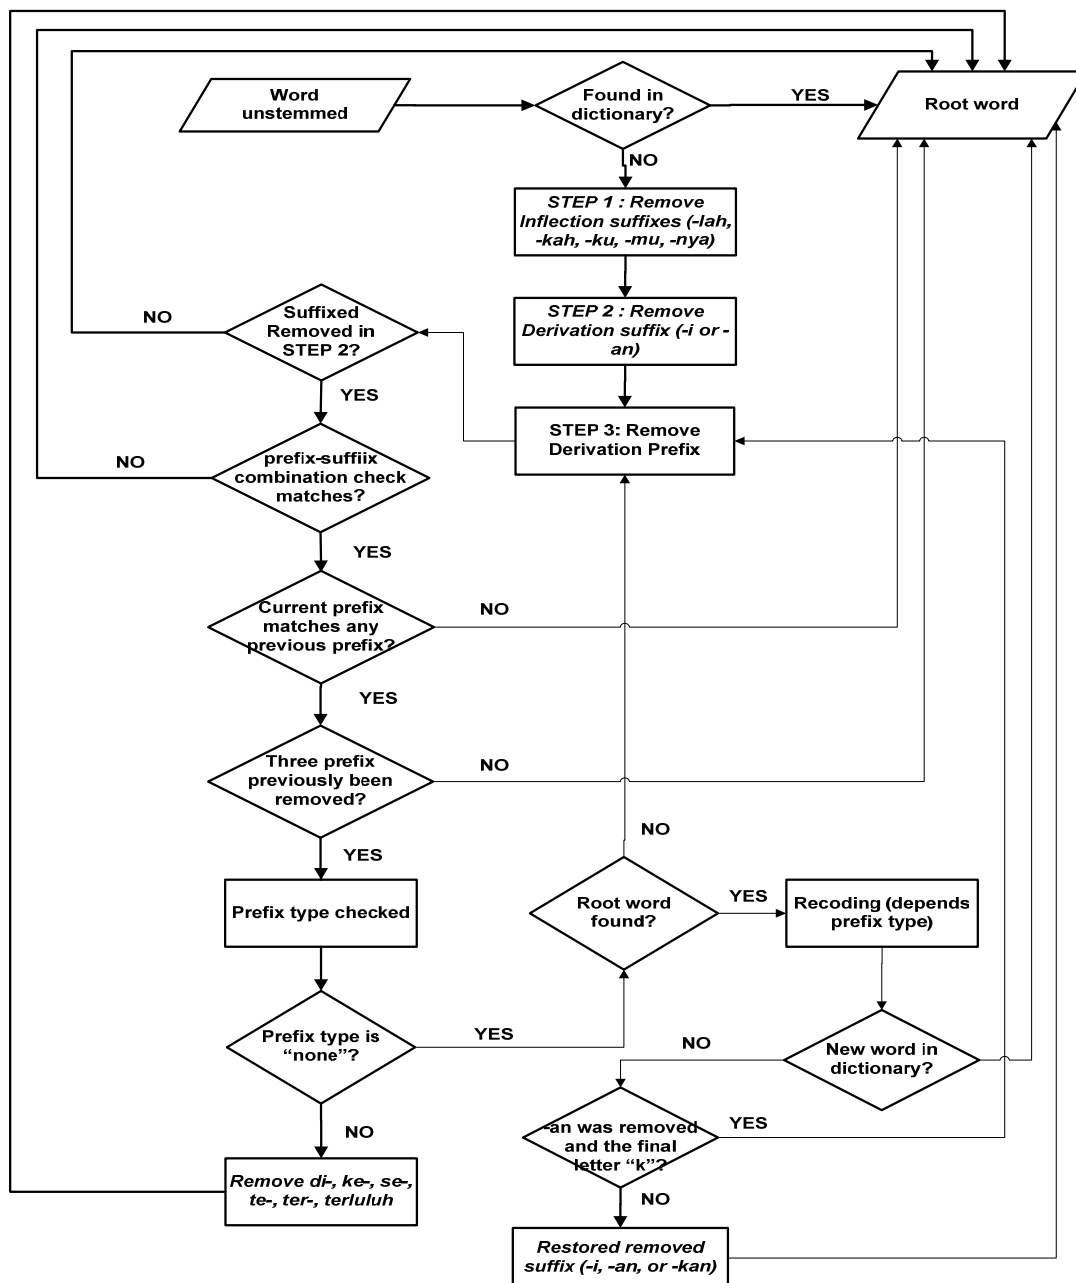 Word
unstemmed
Found in
dictionary?
YES
Root word
NO
STEP 1 : Remove
Inflection suffixes (-lah,
-kah, -ku, -mu, -nya)
STEP 2 : Remove
Derivation suffix (-i or -
an)
STEP 3: Remove
Derivation Prefix
NO
Suffixed
Removed in
STEP 2?
YES
NO
prefix-suffiix
combination check
matches?
YES
Current prefix
matches any
previous prefix?
NO
YES
Three prefix
previously been
removed?
NO
YES
Prefix type checked
Prefix type is
“none”?
YES
NO
Remove di-, ke-, se-,
te-, ter-, terluluh
NO
Root word
found?
YES
Recoding (depends
prefix type)
New word in
dictionary?
NO
-an was removed
and the final
letter “k”?
YES
NO
Restored removed
suffix (-i, -an, or -kan)